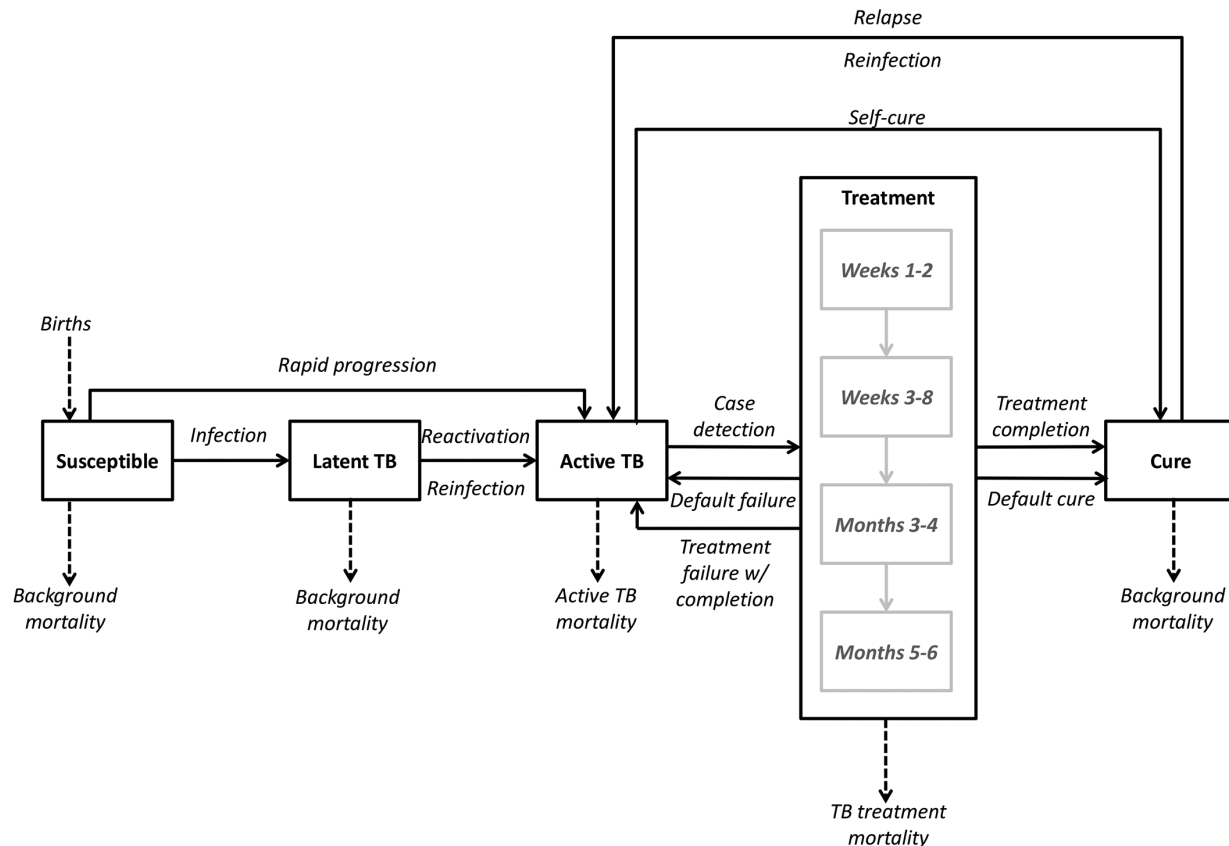 Relapse
Reinfection
Self-cure
Treatment
Weeks 1-2
Births
Rapid progression
Weeks 3-8
Case
detection
Treatment
completion
Infection
Reactivation
Susceptible
Latent TB
Active TB
Cure
Reinfection
Default failure
Default cure
Months 3-4
Treatment
failure w/
completion
Background
mortality
Background
mortality
Active TB
mortality
Background
mortality
Months 5-6
TB treatment
mortality